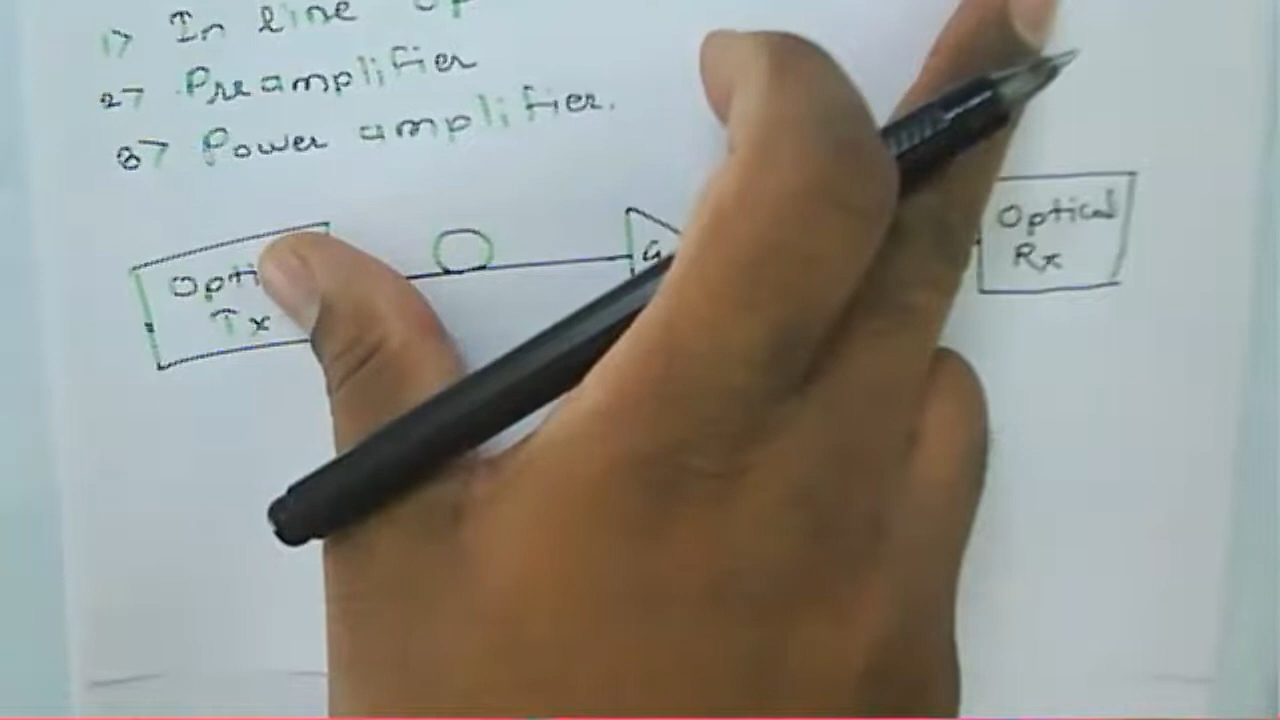 1> In line
2> Preamplifier
3> Power amplifier.
Opti
Tx
G
Optical
Rx